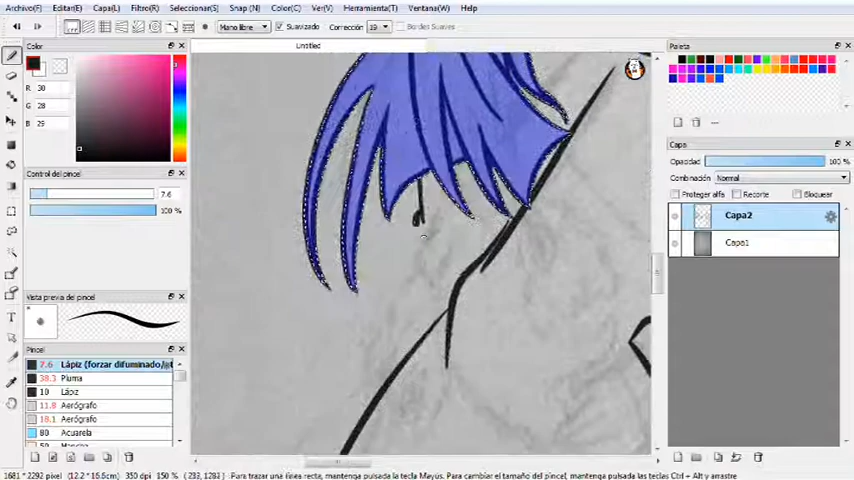 Archivo(F) Editar(E) Capa(L) Filtro(R) Seleccionar(S) Snap (N) Color(C) Ver(V) Herramienta(T) Ventana(W) Help
Mano libre Suavizado Corrección 19 Bordes Suaves
Untitled
Color
R 30
G 28
B 29
Control del pincel
7.6
100 %
Vista previa del pincel
Pincel
7.6 Lápiz (forzar difuminado/
38.3 Pluma
10 Lápiz
11.8 Aerógrafo
18.1 Aerógrafo
80 Acuarela
50 Mancha
Paleta
Capa
Opacidad 100 %
Combinación Normal
Proteger alfa Recorte Bloquear
Capa2
Capa1
1681 * 2292 pixel (12.2 * 16.6cm) 350 dpi 150 % (233, 1283) Para trazar una línea recta, mantenga pulsada la tecla Mayús. Para cambiar el tamaño del pincel, mantenga pulsadas las teclas Ctrl + Alt y arrastre